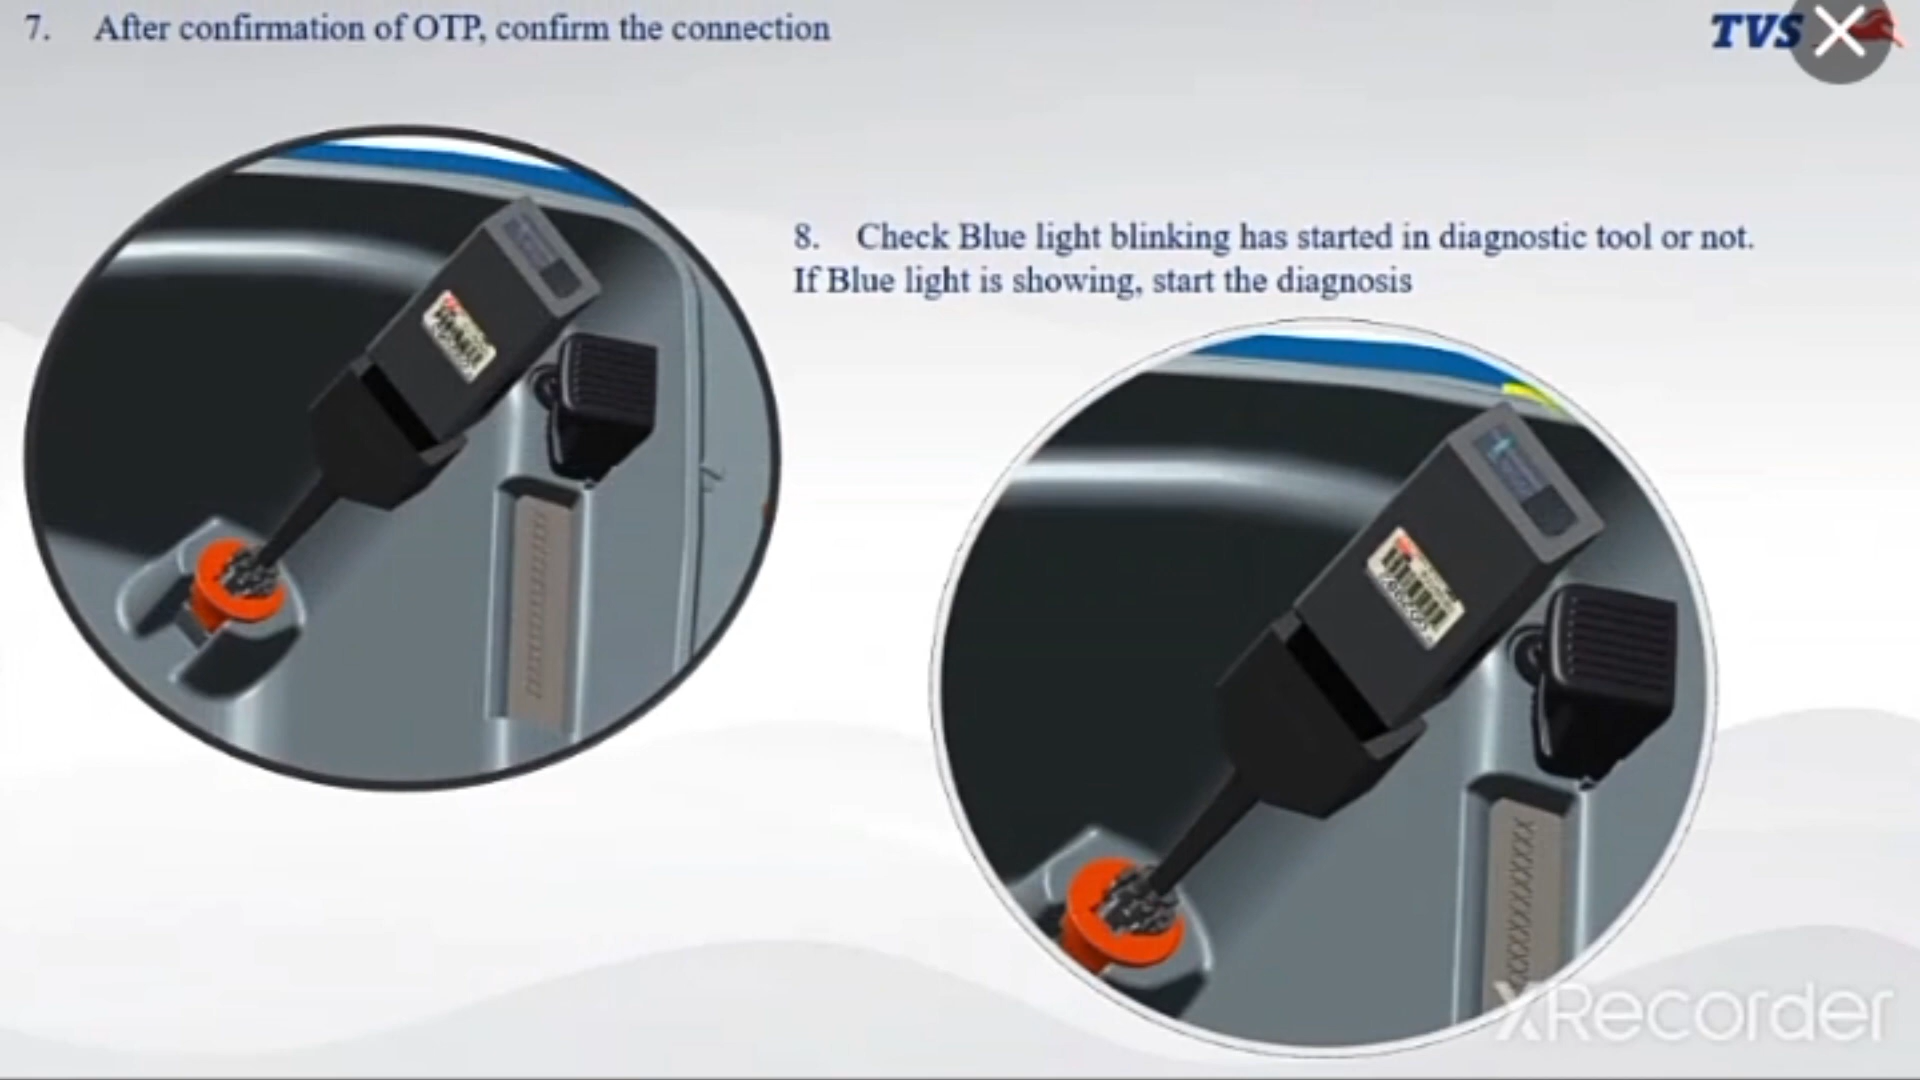 7. After confirmation of OTP, confirm the connection
TVS
8. Check Blue light blinking has started in diagnostic tool or not.
If Blue light is showing, start the diagnosis
XXXXXXXXXXXX
XRecorder